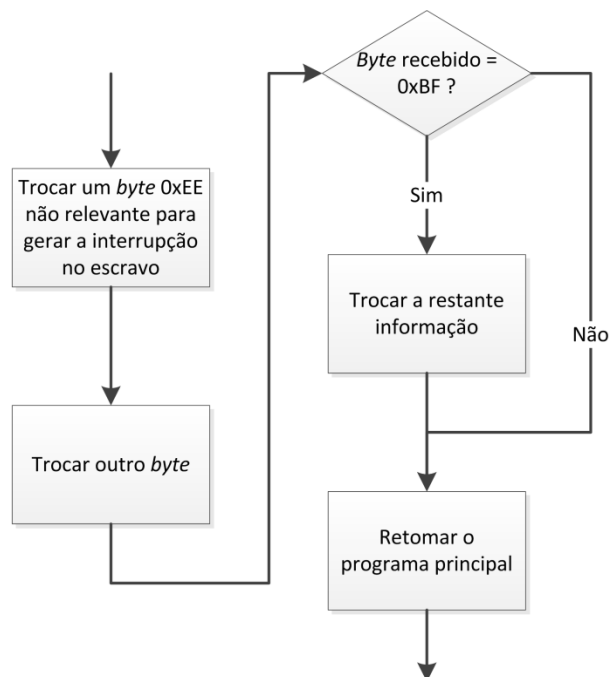 Trocar um byte 0xEE
não relevante para
gerar a interrupção
no escravo
Trocar outro byte
Byte recebido =
0xBF ?
Sim
Trocar a restante
informação
Não
Retomar o
programa principal